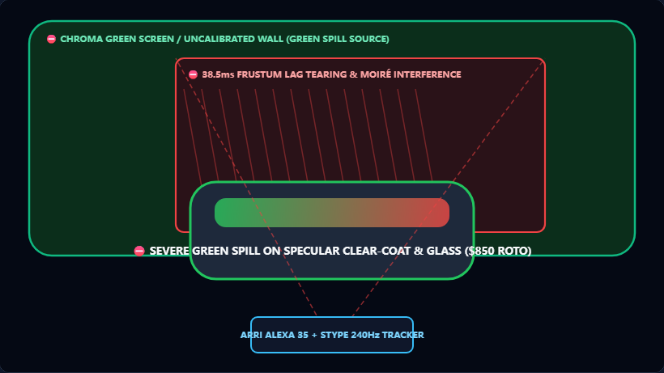 ⛔ CHROMA GREEN SCREEN / UNCALIBRATED WALL (GREEN SPILL SOURCE)
⛔ 38.5ms FRUSTUM LAG TEARING & MOIRÉ INTERFERENCE
⛔ SEVERE GREEN SPILL ON SPECULAR CLEAR-COAT & GLASS ($850 ROTO)
ARRI ALEXA 35 + STYPE 240Hz TRACKER